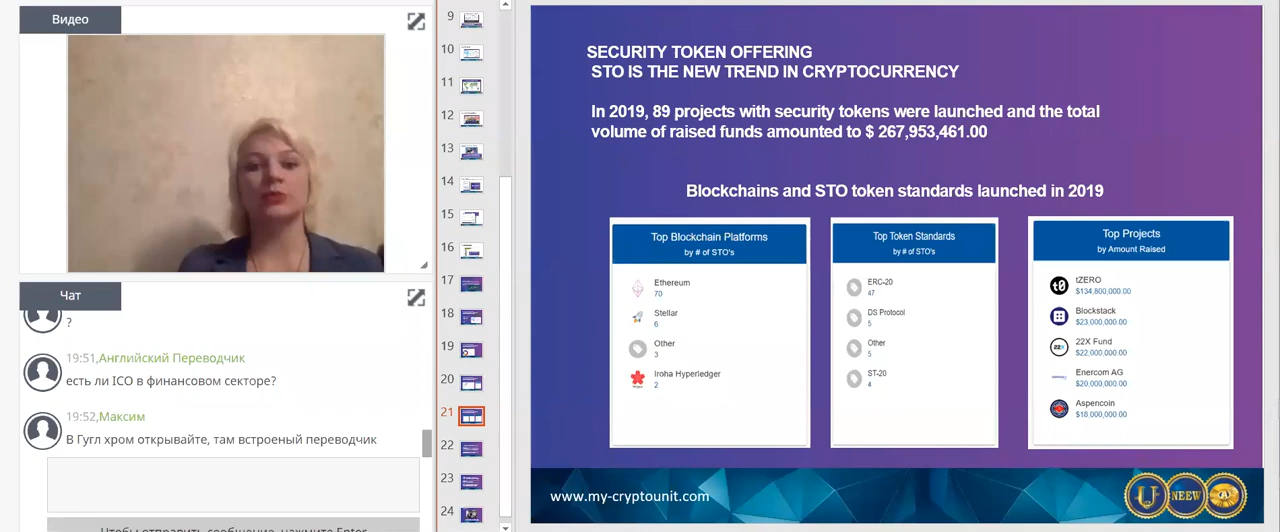 Видео
Чат
?
19:51,Английский Переводчик
есть ли ICO в финансовом секторе?
19:52,Максим
В Гугл хром открывайте, там встроеный переводчик
Чтобы отправить сообщение, нажмите Enter
9
10
11
12
13
14
15
16
17
18
19
20
21
22
23
24
SECURITY TOKEN OFFERING
STO IS THE NEW TREND IN CRYPTOCURRENCY
In 2019, 89 projects with security tokens were launched and the total
volume of raised funds amounted to $ 267,953,461.00
Blockchains and STO token standards launched in 2019
Top Blockchain Platforms
by # of STO's
Ethereum
70
Stellar
6
Other
3
Iroha Hyperledger
2
Top Token Standards
by # of STO's
ERC-20
47
DS Protocol
5
Other
5
ST-20
4
Top Projects
by Amount Raised
t0
tZERO
$134,800,000.00
Blockstack
$23,000,000.00
22X
22X Fund
$22,000,000.00
Enercom AG
$20,000,000.00
Aspencoin
$18,000,000.00
www.my-cryptounit.com
U
NEEW
A